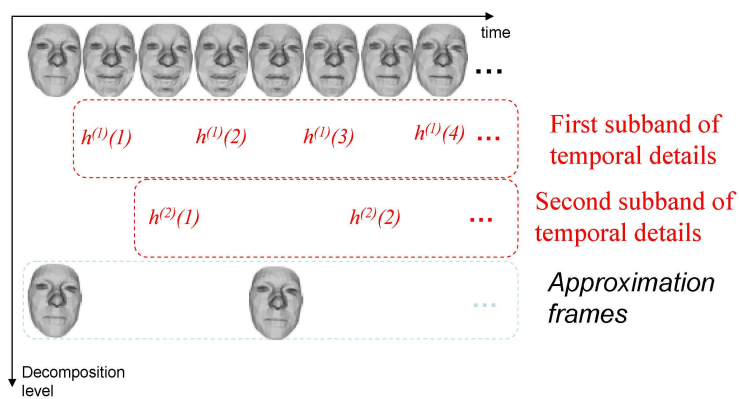 time
...
h(1)(1) h(1)(2) h(1)(3) h(1)(4) ...
First subband of
temporal details
h(2)(1) h(2)(2) ...
Second subband of
temporal details
...
Approximation
frames
Decomposition
level